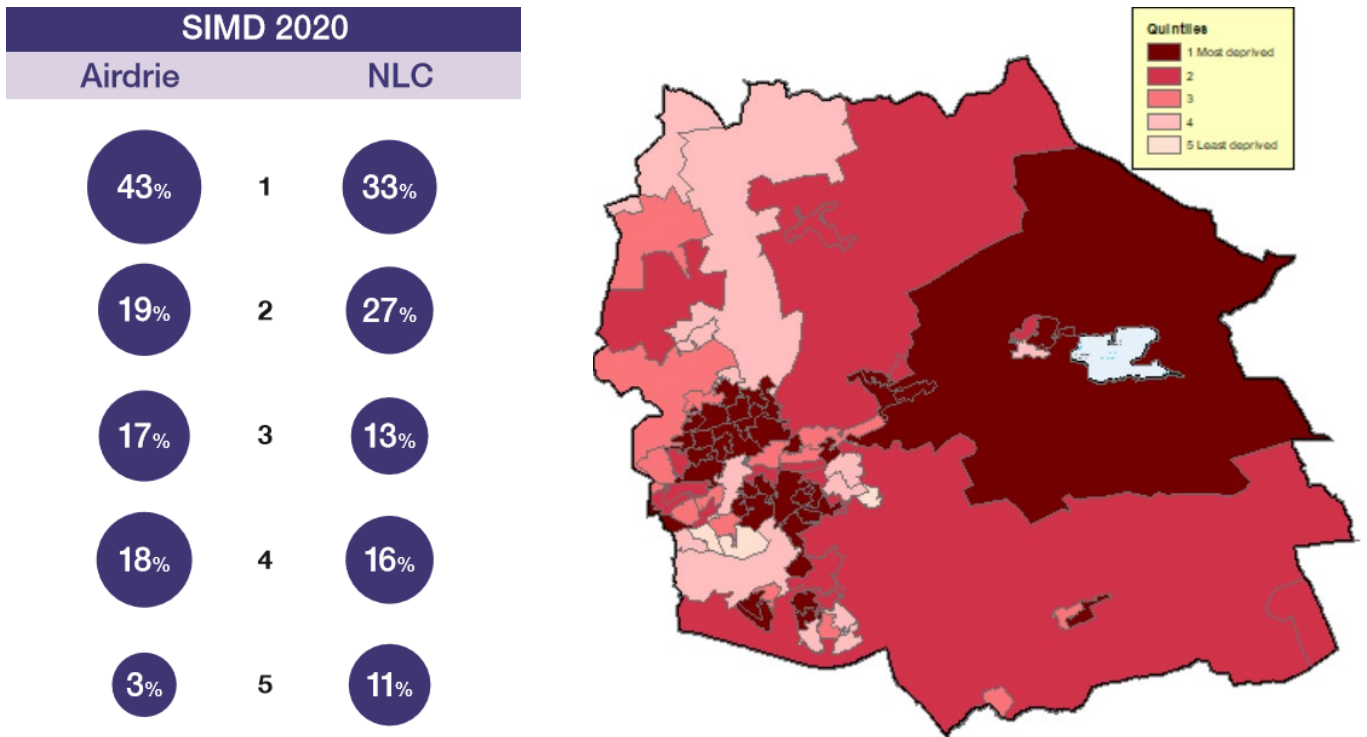 SIMD 2020
Airdrie NLC
43% 1 33%
19% 2 27%
17% 3 13%
18% 4 16%
3% 5 11%
Quintiles
1 Most deprived
2
3
4
5 Least deprived